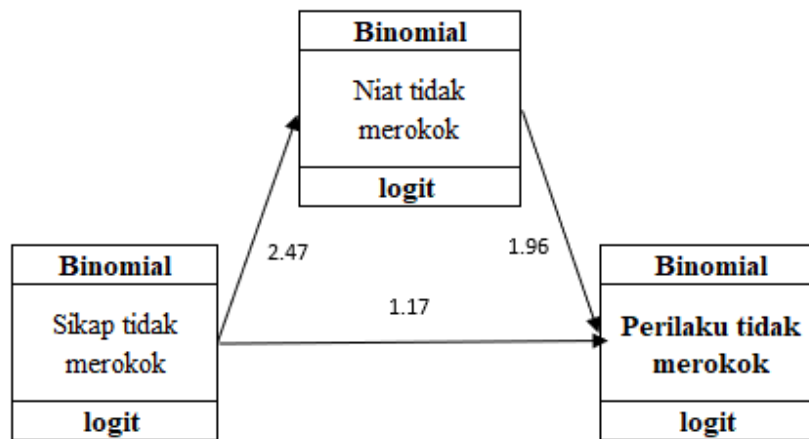 Binomial
Niat tidak
merokok
logit
2.47
1.96
1.17
Binomial
Sikap tidak
merokok
logit
Binomial
Perilaku tidak
merokok
logit